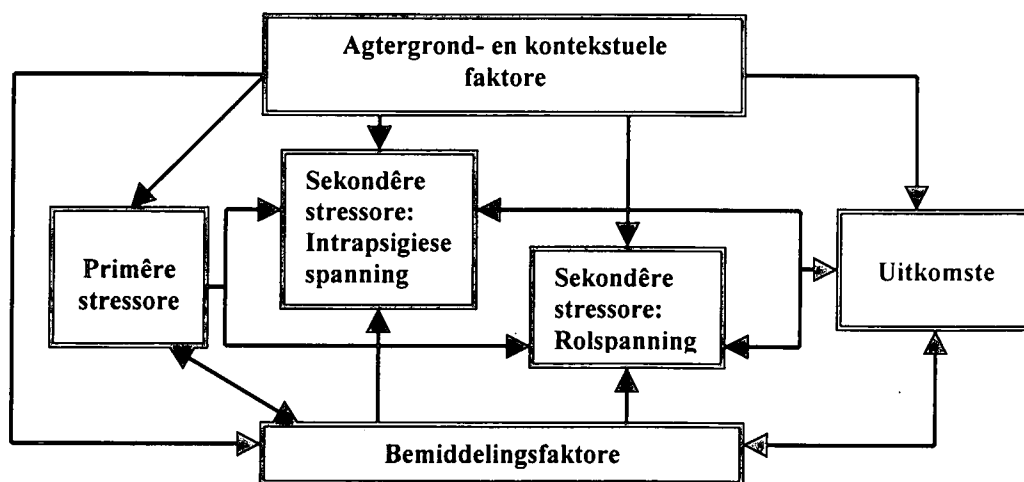 Agtergrond- en kontekstuele
faktore
Sekondêre
stressore:
Intrapsigiese
spanning
Primêre
stressore
Sekondêre
stressore:
Rolspanning
Uitkomste
Bemiddelingsfaktore